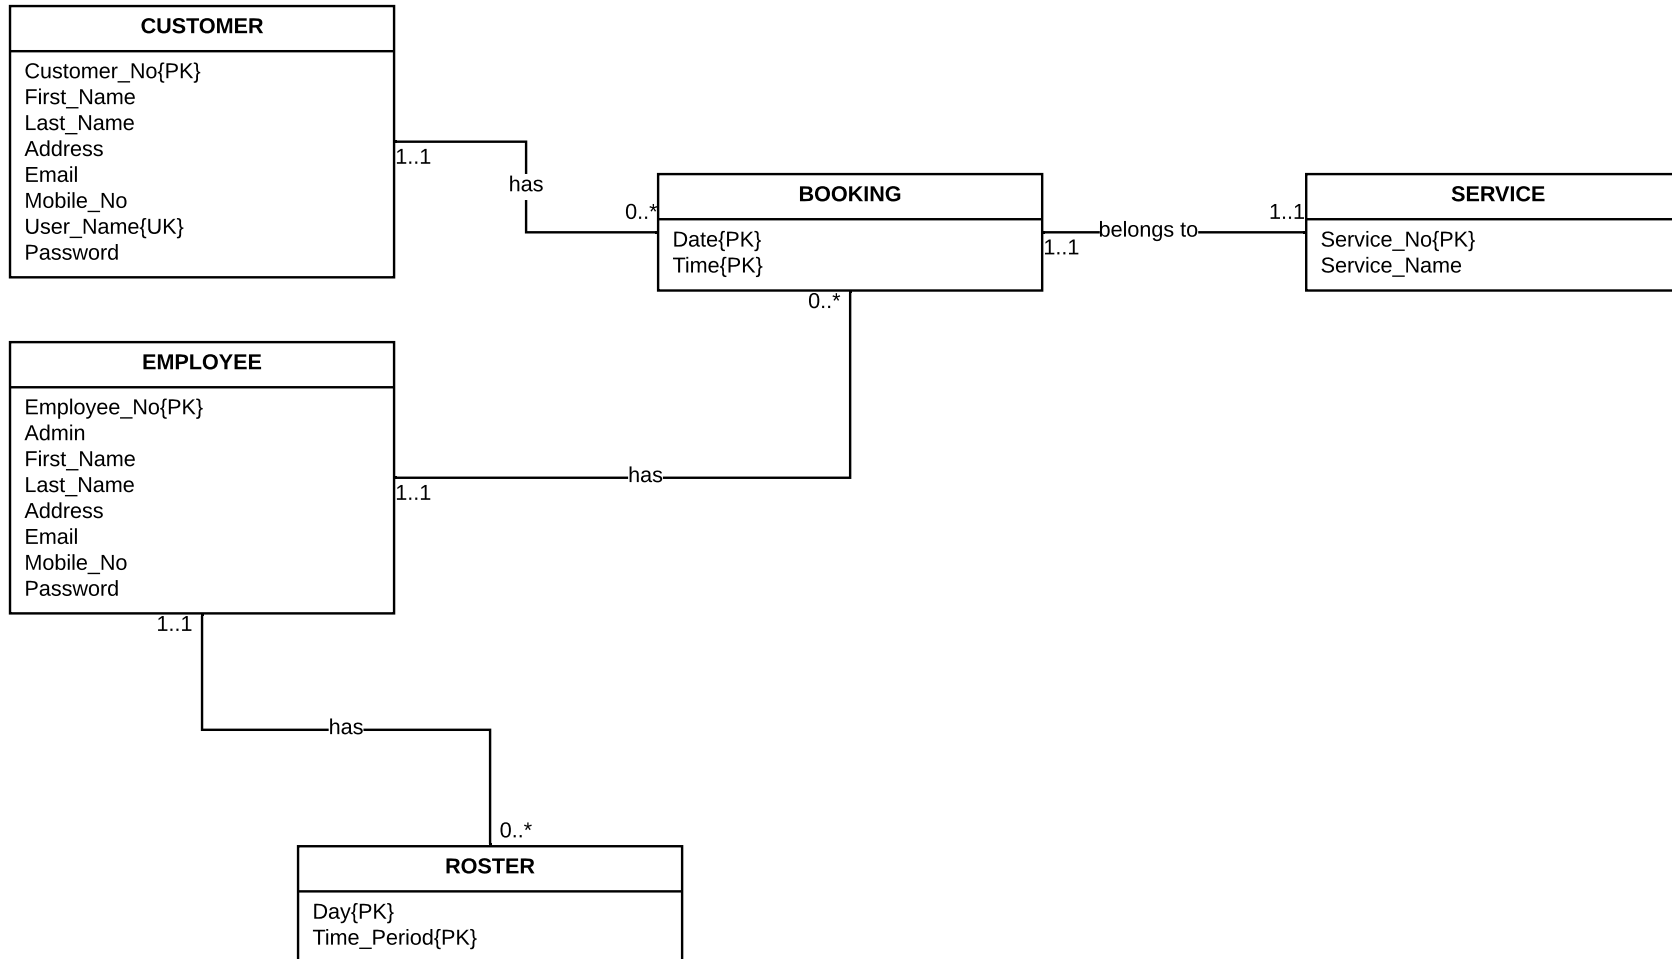 CUSTOMER
Customer_No{PK}
First_Name
Last_Name
Address
Email
Mobile_No
User_Name{UK}
Password
1..1
has
0..*
BOOKING
Date{PK}
Time{PK}
1..1
belongs to
1..1
SERVICE
Service_No{PK}
Service_Name
0..*
EMPLOYEE
Employee_No{PK}
Admin
First_Name
Last_Name
Address
Email
Mobile_No
Password
1..1
has
1..1
has
0..*
ROSTER
Day{PK}
Time_Period{PK}